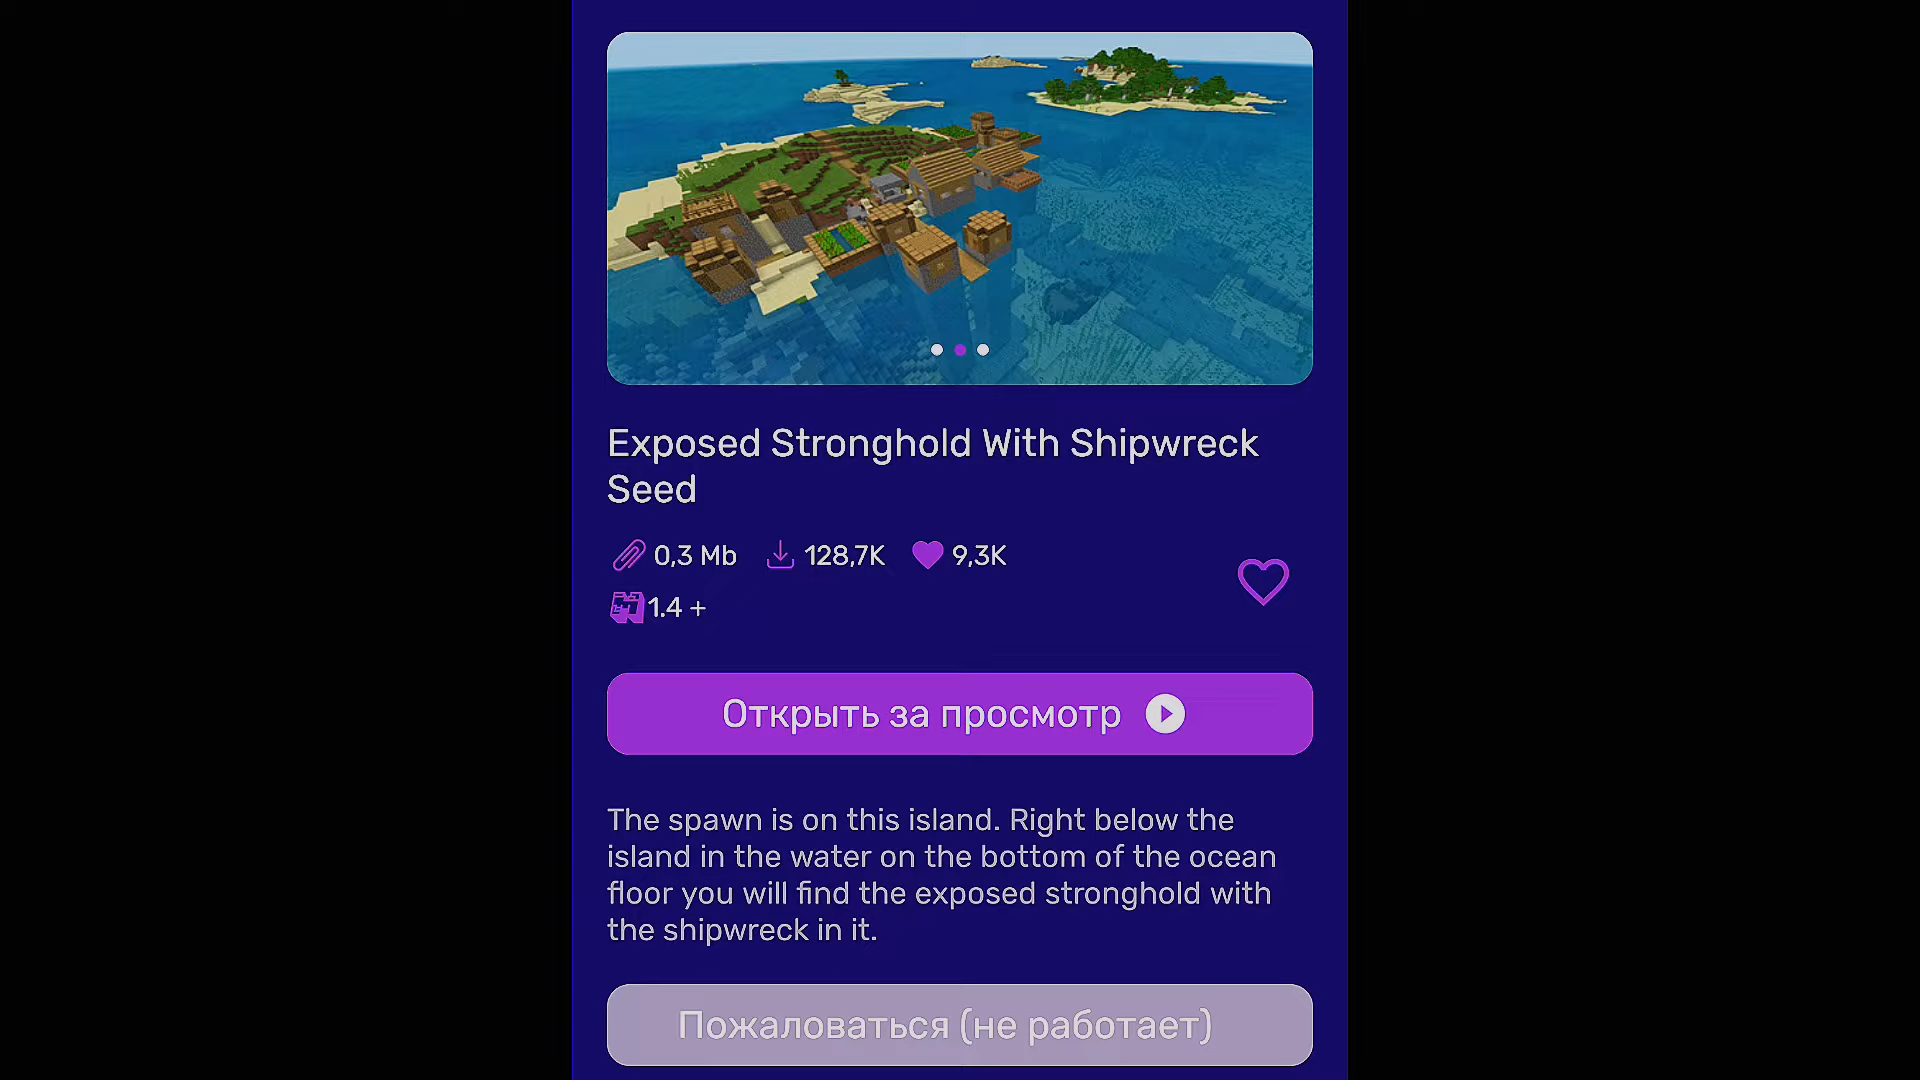 Exposed Stronghold With Shipwreck
Seed
0,3 Mb 128,7K 9,3K
1.4 +
Открыть за просмотр
The spawn is on this island. Right below the
island in the water on the bottom of the ocean
floor you will find the exposed stronghold with
the shipwreck in it.
Пожаловаться (не работает)